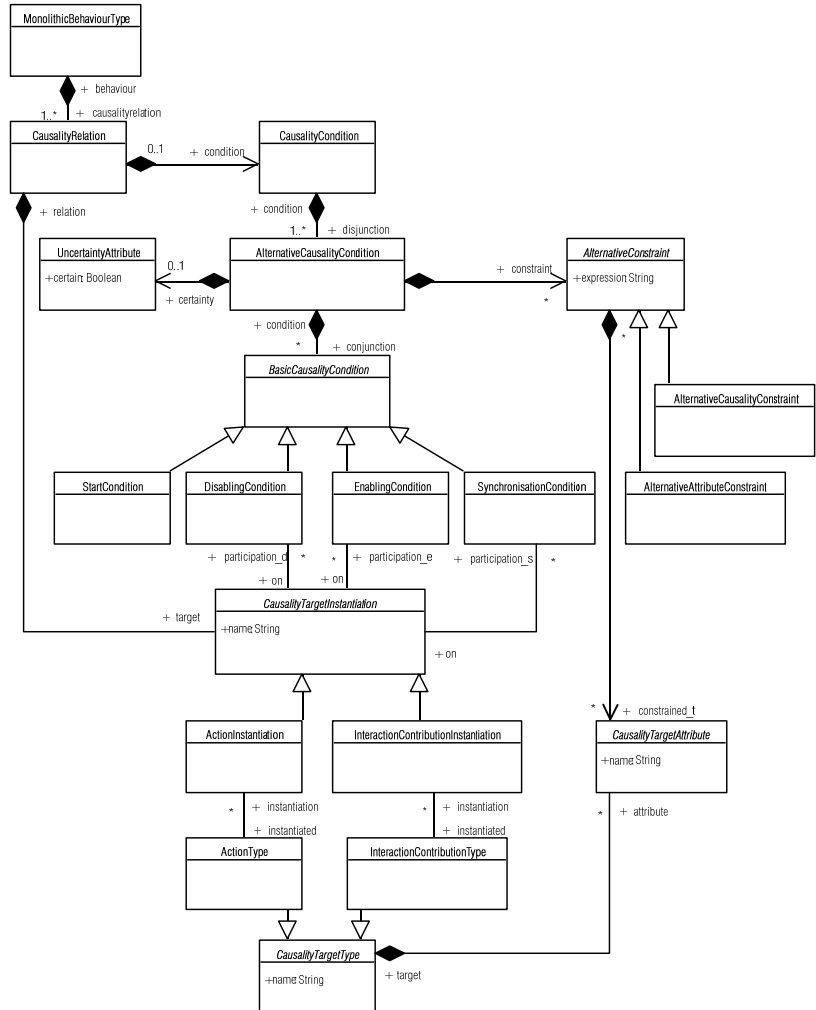 MonolithicBehaviourType
+ behaviour
1..* + causalityrelation
CausalityRelation
0..1
+ condition
CausalityCondition
+ relation
+ condition
1..* + disjunction
UncertaintyAttribute
+certain: Boolean
0..1
+ certainty
AlternativeCausalityCondition
+ constraint
*
AlternativeConstraint
+expression: String
+ condition
* + conjunction
*
BasicCausalityCondition
AlternativeCausalityConstraint
StartCondition
DisablingCondition
EnablingCondition
SynchronisationCondition
AlternativeAttributeConstraint
+ participation_d *
* + participation_e
+ participation_s *
+ on
+ on
CausalityTargetInstantiation
+name: String
+ target
+ on
* + constrained_t
ActionInstantiation
InteractionContributionInstantiation
CausalityTargetAttribute
+name: String
* + instantiation
* + instantiation
* + attribute
+ instantiated
+ instantiated
ActionType
InteractionContributionType
CausalityTargetType
+name: String
+ target